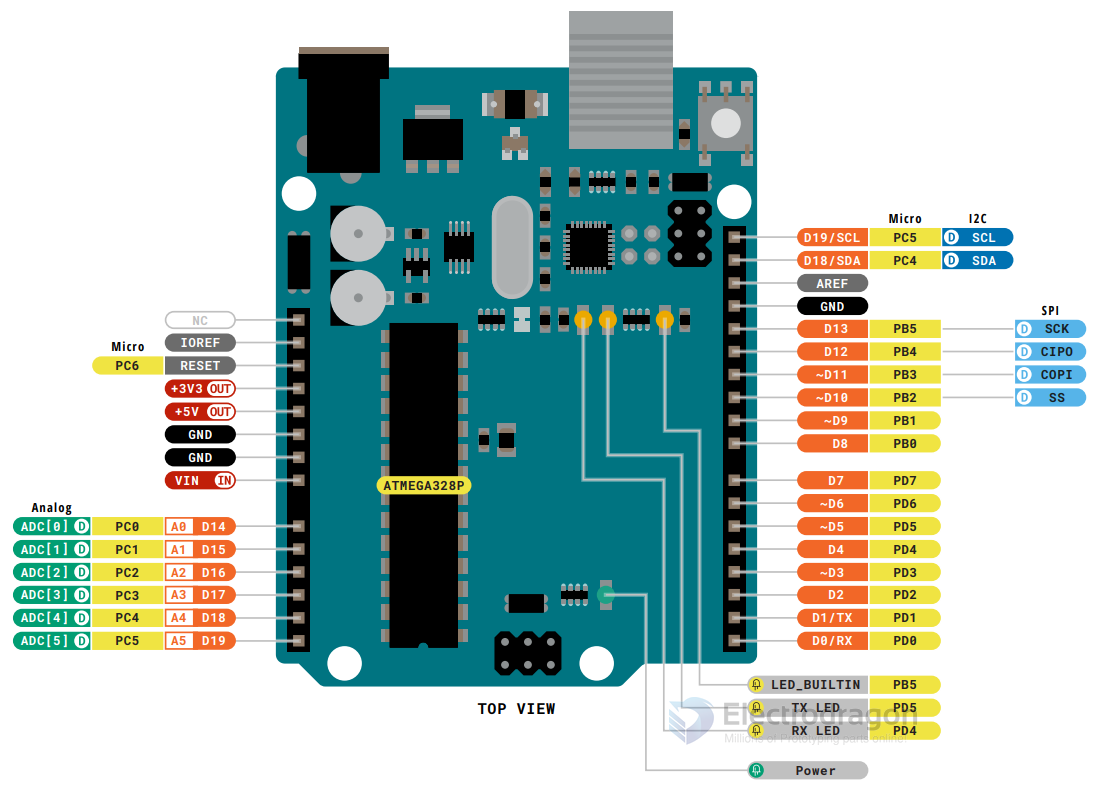 Micro I2C
D19/SCL PC5 D SCL
D18/SDA PC4 D SDA
AREF
GND
SPI
D13 PB5 D SCK
D12 PB4 D CIPO
~D11 PB3 D COPI
~D10 PB2 D SS
~D9 PB1
D8 PB0
D7 PD7
~D6 PD6
~D5 PD5
D4 PD4
~D3 PD3
D2 PD2
D1/TX PD1
D0/RX PD0
NC
IOREF
Micro
PC6 RESET
+3V3 OUT
+5V OUT
GND
GND
VIN IN
Analog
ADC[0] D PC0 A0 D14
ADC[1] D PC1 A1 D15
ADC[2] D PC2 A2 D16
ADC[3] D PC3 A3 D17
ADC[4] D PC4 A4 D18
ADC[5] D PC5 A5 D19
ATMEGA328P
LED_BUILTIN PB5
TX LED PD5
RX LED PD4
Power
TOP VIEW
Electrodragon
Millions of Prototyping parts online!